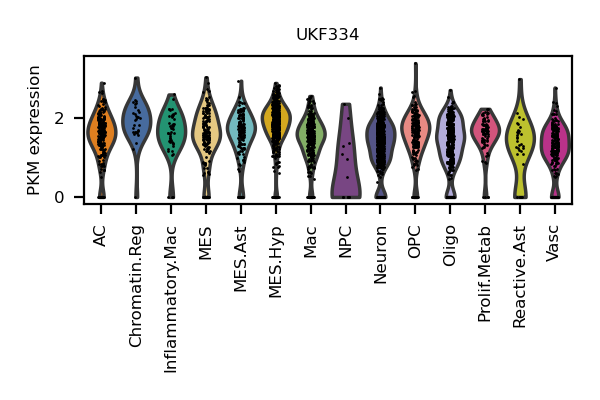 UKF334
PKM expression
2
0
AC
Chromatin.Reg
Inflammatory.Mac
MES
MES.Ast
MES.Hyp
Mac
NPC
Neuron
OPC
Oligo
Prolif.Metab
Reactive.Ast
Vasc